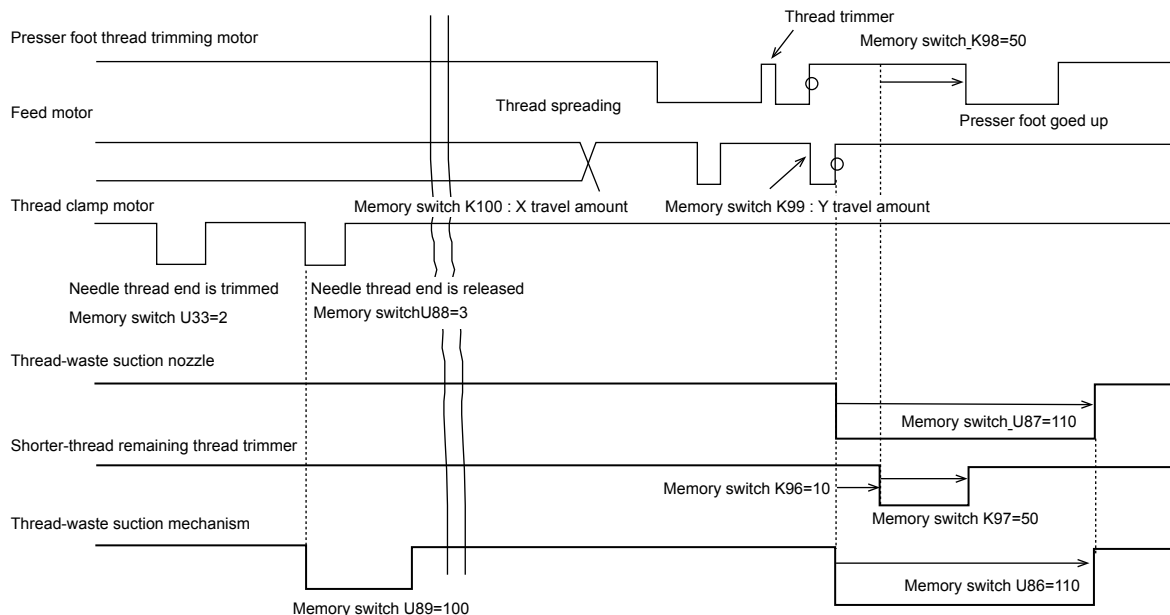 Thread trimmer
Presser foot thread trimming motor
Memory switch K98=50
Feed motor
Thread spreading
Presser foot goed up
Thread clamp motor
Memory switch K100 : X travel amount
Memory switch K99 : Y travel amount
Needle thread end is trimmed
Needle thread end is released
Memory switch U33=2
Memory switchU88=3
Thread-waste suction nozzle
Memory switch U87=110
Shorter-thread remaining thread trimmer
Memory switch K96=10
Memory switch K97=50
Thread-waste suction mechanism
Memory switch U86=110
Memory switch U89=100